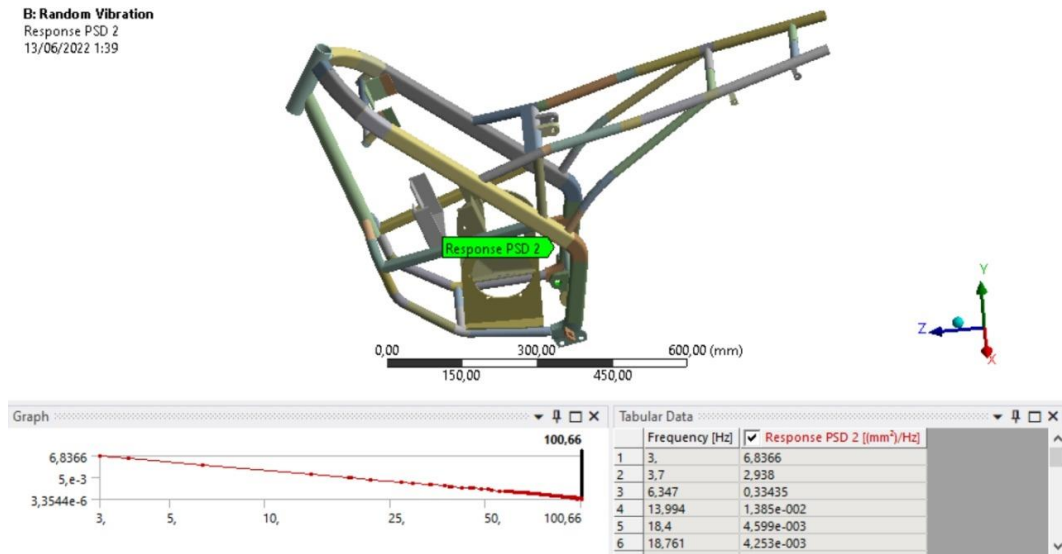 B: Random Vibration
Response PSD 2
13/06/2022 1:39
Response PSD 2
Y
Z
X
0,00 300,00 600,00 (mm)
150,00 450,00
Graph
100,66
6,8366
5,e-3
3,3544e-6
3, 5, 10, 25, 50, 100,66
Tabular Data
Frequency [Hz] Response PSD 2 [(mm²)/Hz]
1 3, 6,8366
2 3,7 2,938
3 6,347 0,33435
4 13,994 1,385e-002
5 18,4 4,599e-003
6 18,761 4,253e-003